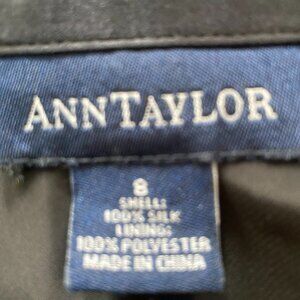 ANNTAYLOR
8
SHELL:
100% SILK
LINING:
100% POLYESTER
MADE IN CHINA